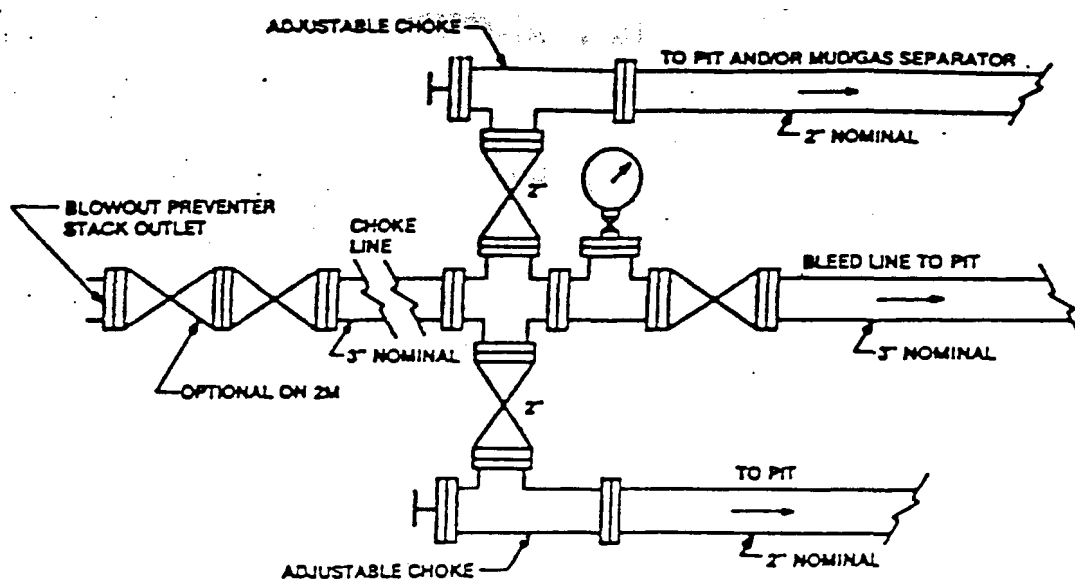 ADJUSTABLE CHOKE
TO PIT AND/OR MUD/GAS SEPARATOR
2" NOMINAL
2"
BLOWOUT PREVENTER
STACK OUTLET
CHOKE
LINE
BLEED LINE TO PIT
3" NOMINAL
3" NOMINAL
OPTIONAL ON 2M
2"
TO PIT
2" NOMINAL
ADJUSTABLE CHOKE